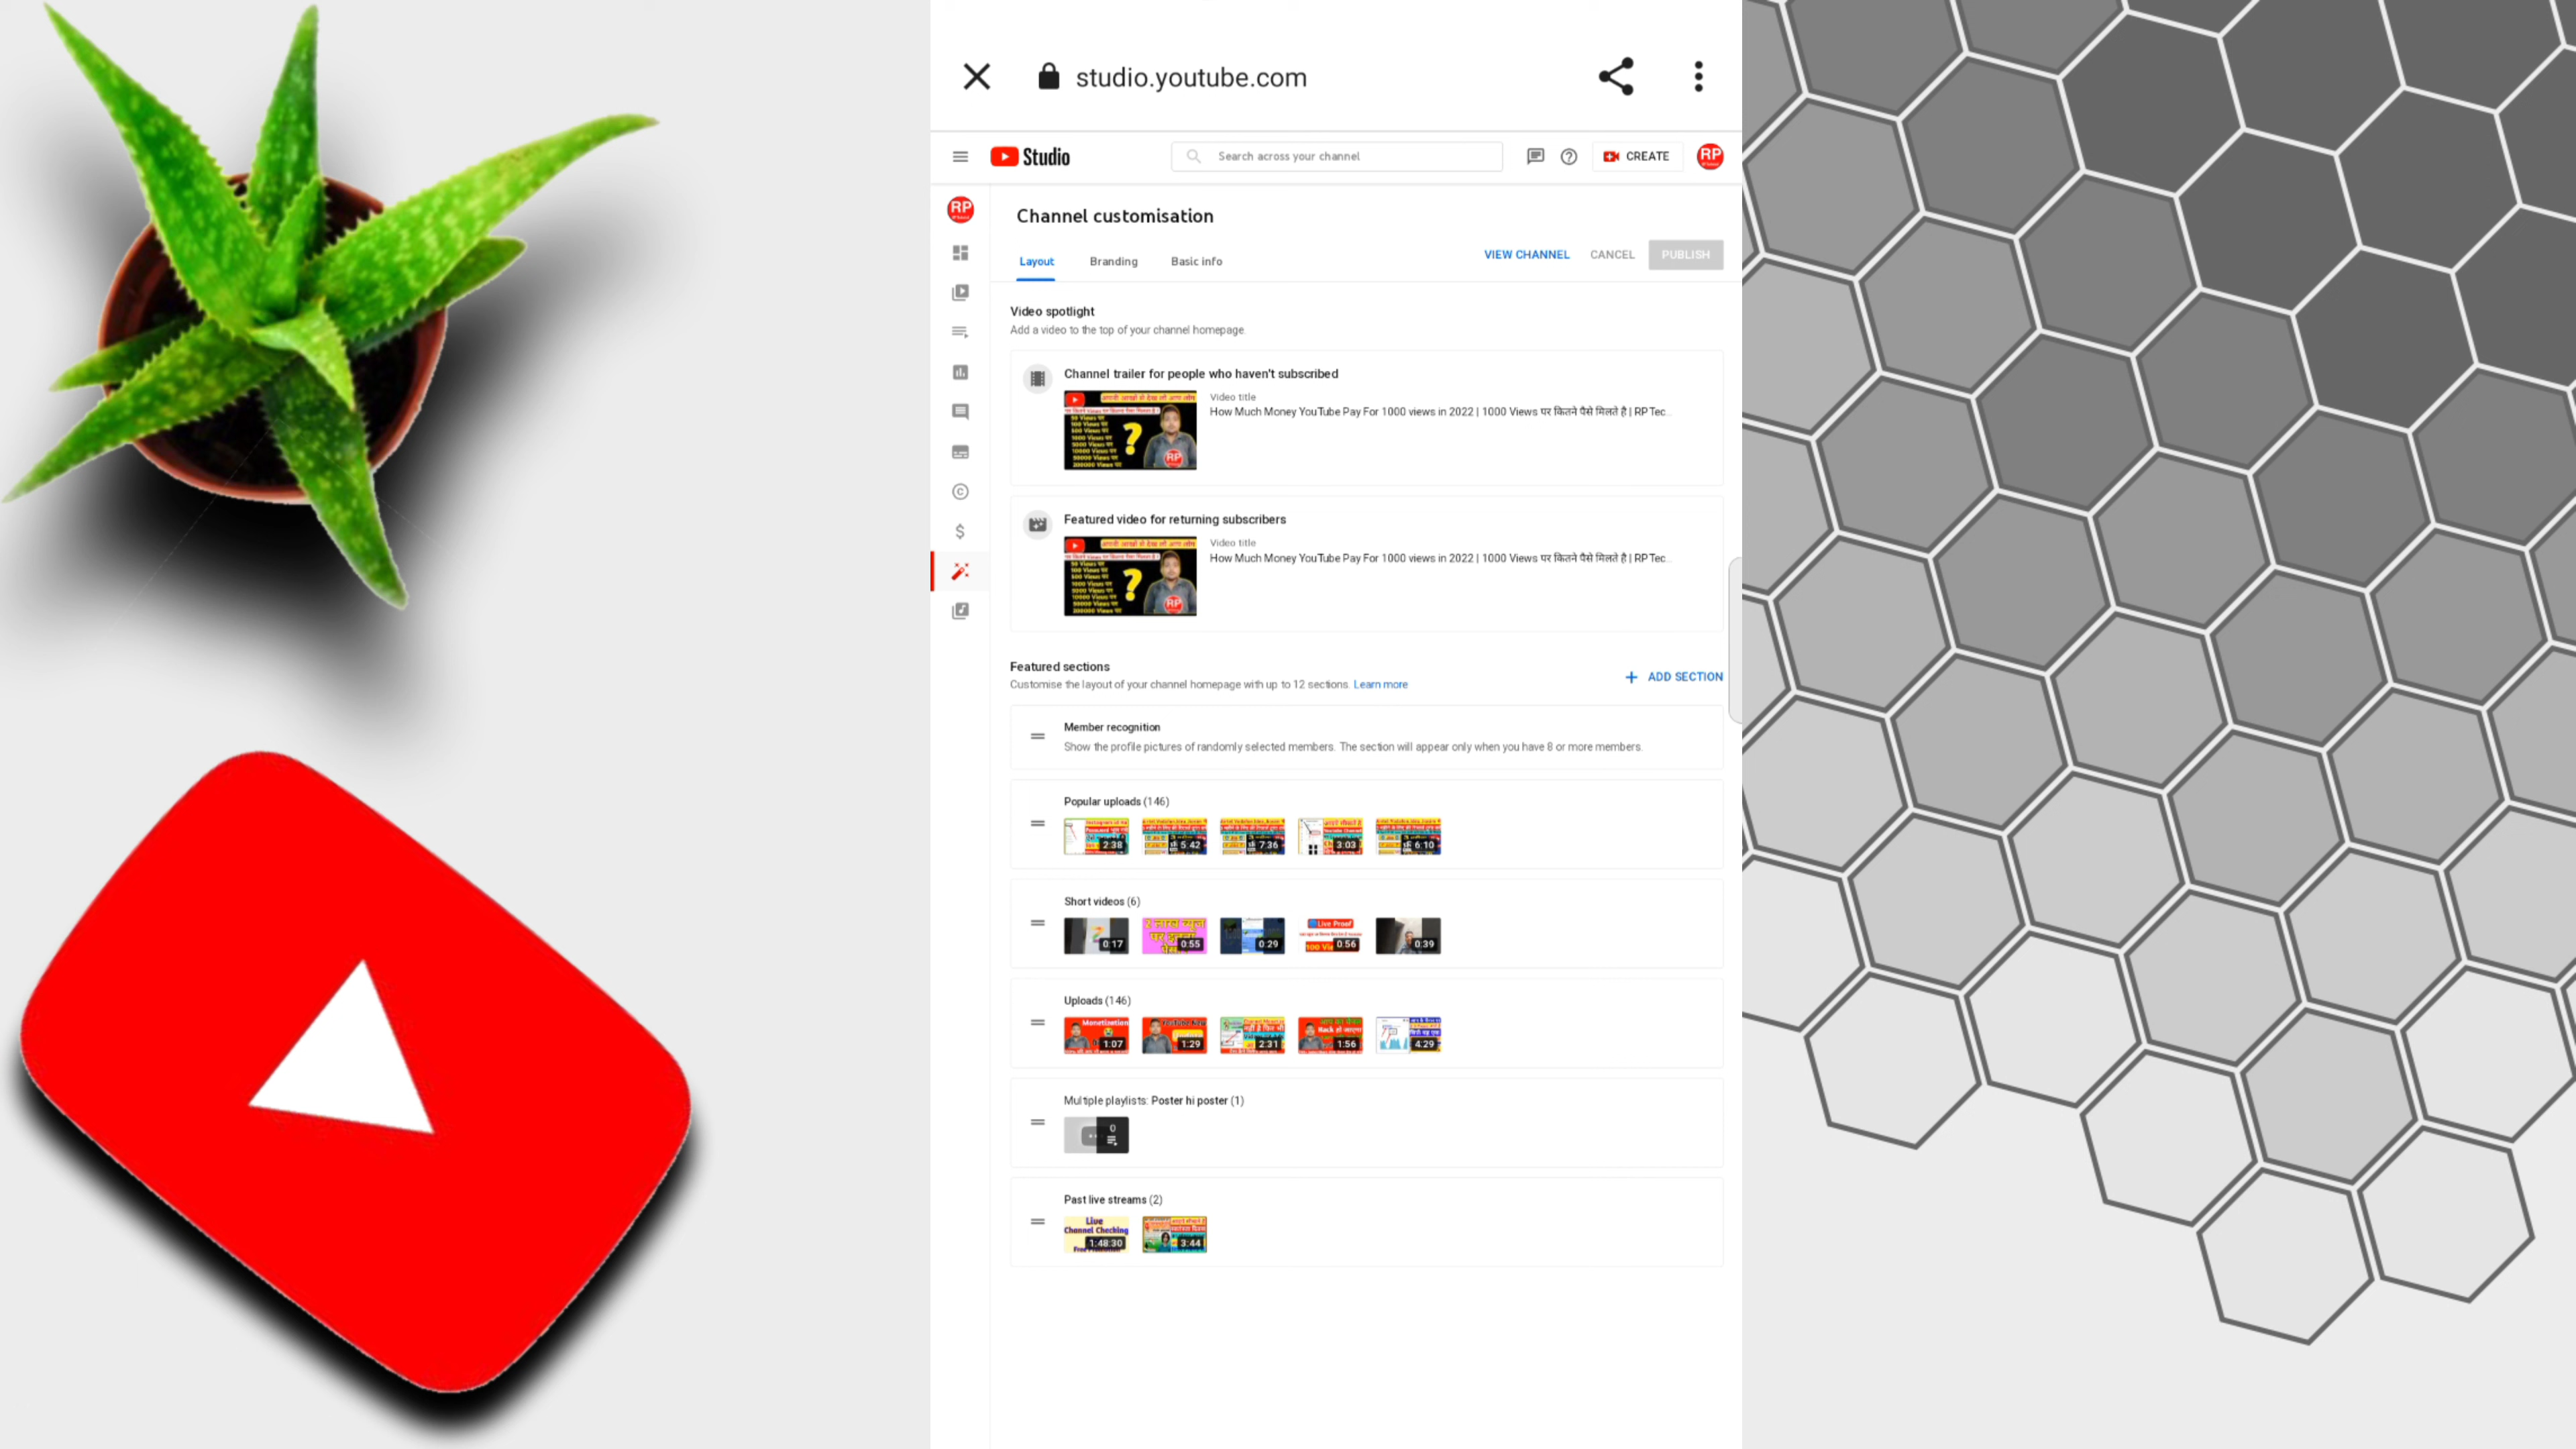 studio.youtube.com
Studio
Search across your channel
CREATE
RP
RP
Channel customisation
Layout
Branding
Basic info
VIEW CHANNEL
CANCEL
PUBLISH
Video spotlight
Add a video to the top of your channel homepage.
Channel trailer for people who haven't subscribed
Video title
How Much Money YouTube Pay For 1000 views in 2022 | 1000 Views पर कितने पैसे मिलते है | RP Tec...
?
RP
Featured video for returning subscribers
Video title
How Much Money YouTube Pay For 1000 views in 2022 | 1000 Views पर कितने पैसे मिलते है | RP Tec...
?
RP
Featured sections
Customise the layout of your channel homepage with up to 12 sections. Learn more
ADD SECTION
Member recognition
Show the profile pictures of randomly selected members. The section will appear only when you have 8 or more members.
Popular uploads (146)
2:38
5:42
7:36
3:03
6:10
Short videos (6)
0:17
0:55
0:29
Live Proof
0:56
0:39
Uploads (146)
Monetization
1:07
1:29
2:31
1:56
4:29
Multiple playlists: Poster hi poster (1)
0
Past live streams (2)
Live
Channel Checking
1:48:30
3:44